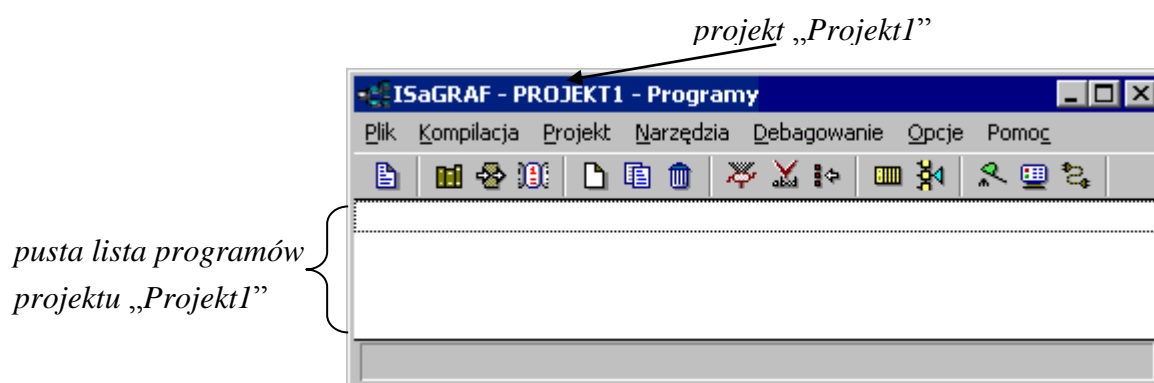 projekt „Projekt1”
ISaGRAF - PROJEKT1 - Programy
Plik Kompilacja Projekt Narzędzia Debagowanie Opcje Pomoc
pusta lista programów
projektu „Projekt1”